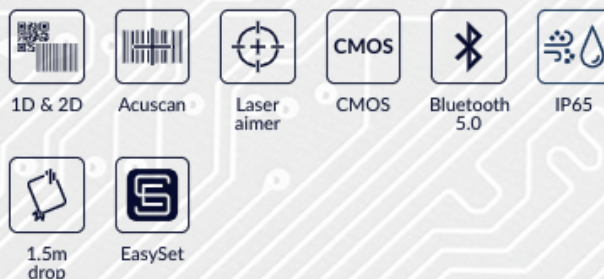 CMOS
1D & 2D
Acuscan
Laser
aimer
CMOS
Bluetooth
5.0
IP65
1.5m
drop
EasySet